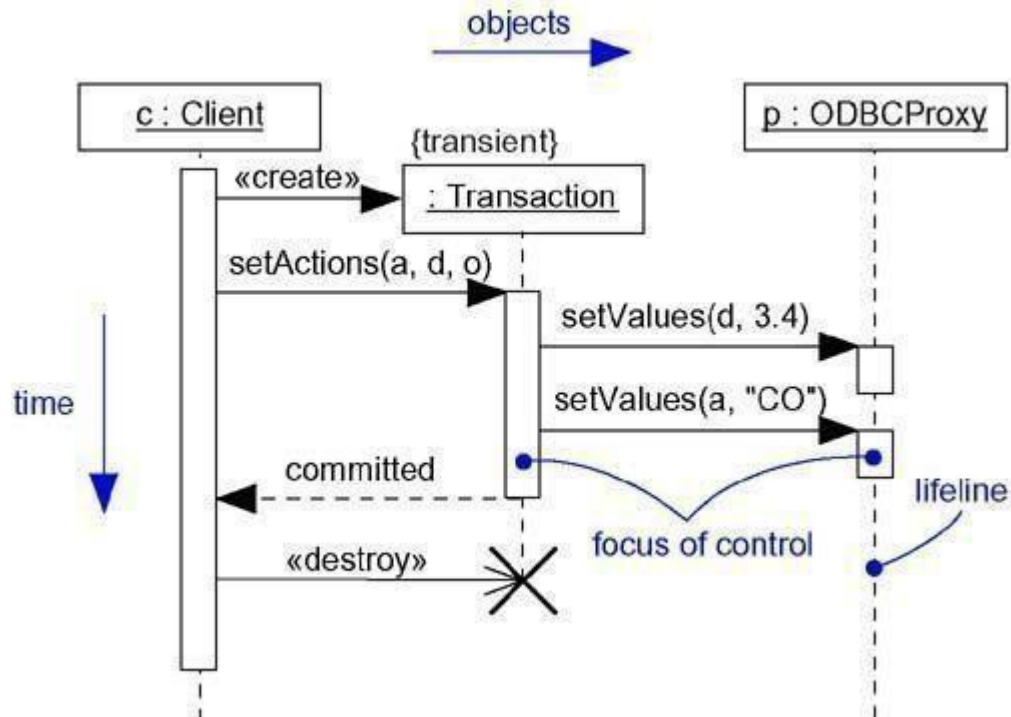 objects
c : Client
p : ODBCProxy
{transient}
«create»
: Transaction
setActions(a, d, o)
setValues(d, 3.4)
time
setValues(a, "CO")
committed
lifeline
focus of control
«destroy»